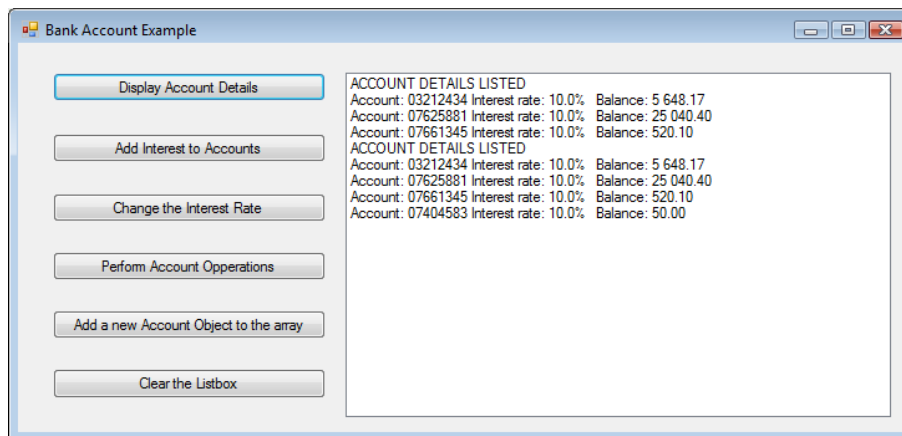 Bank Account Example
Display Account Details
Add Interest to Accounts
Change the Interest Rate
Perform Account Opperations
Add a new Account Object to the array
Clear the Listbox
ACCOUNT DETAILS LISTED
Account: 03212434 Interest rate: 10.0% Balance: 5 648.17
Account: 07625881 Interest rate: 10.0% Balance: 25 040.40
Account: 07661345 Interest rate: 10.0% Balance: 520.10
ACCOUNT DETAILS LISTED
Account: 03212434 Interest rate: 10.0% Balance: 5 648.17
Account: 07625881 Interest rate: 10.0% Balance: 25 040.40
Account: 07661345 Interest rate: 10.0% Balance: 520.10
Account: 07404583 Interest rate: 10.0% Balance: 50.00